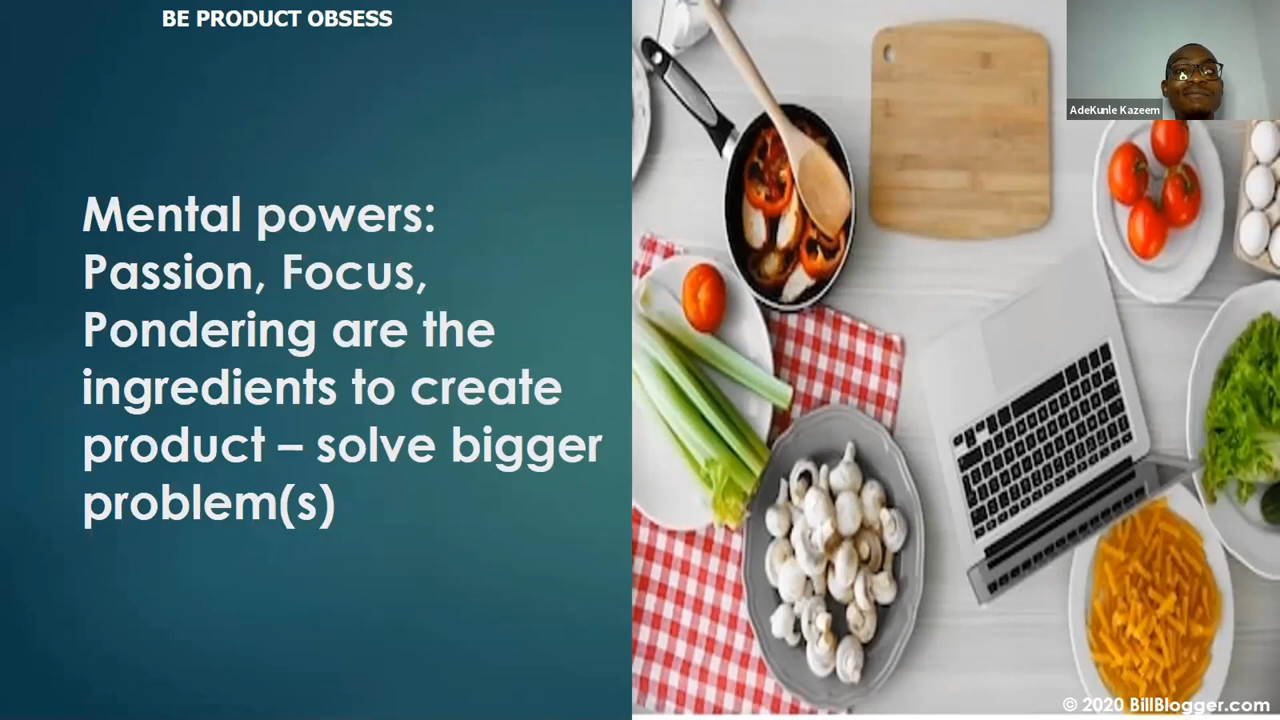 BE PRODUCT OBSESS
Mental powers:
Passion, Focus,
Pondering are the
ingredients to create
product – solve bigger
problem(s)
AdeKunle Kazeem
© 2020 BillBlogger.com